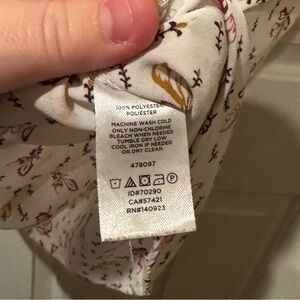 100% POLYESTER
POLIÉSTER
MACHINE WASH COLD
ONLY NON-CHLORINE
BLEACH WHEN NEEDED
TUMBLE DRY LOW
COOL IRON IF NEEDED
OR DRY CLEAN
478097
P
ID#70290
CA#57421
RN#140923